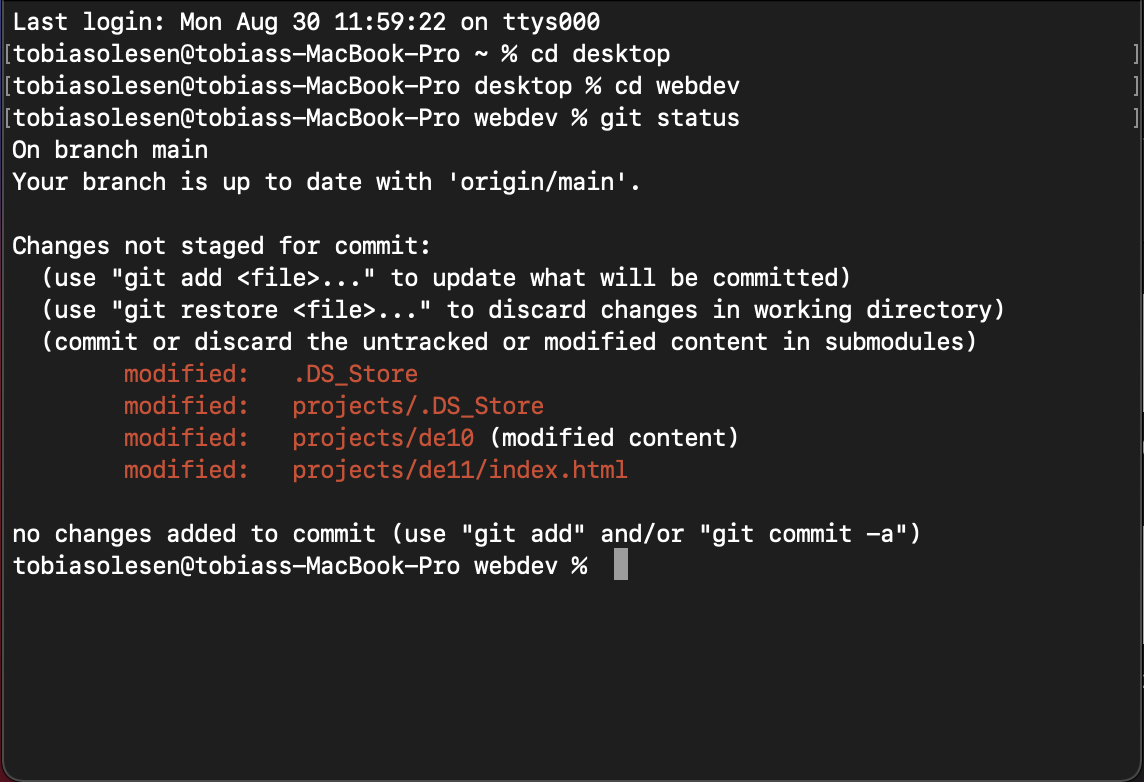 Last login: Mon Aug 30 11:59:22 on ttys000
[tobiasolesen@tobiass-MacBook-Pro ~ % cd desktop ]
[tobiasolesen@tobiass-MacBook-Pro desktop % cd webdev ]
[tobiasolesen@tobiass-MacBook-Pro webdev % git status ]
On branch main
Your branch is up to date with 'origin/main'.
Changes not staged for commit:
  (use "git add <file>..." to update what will be committed)
  (use "git restore <file>..." to discard changes in working directory)
  (commit or discard the untracked or modified content in submodules)
        modified:   .DS_Store
        modified:   projects/.DS_Store
        modified:   projects/de10 (modified content)
        modified:   projects/de11/index.html
no changes added to commit (use "git add" and/or "git commit -a")
tobiasolesen@tobiass-MacBook-Pro webdev %